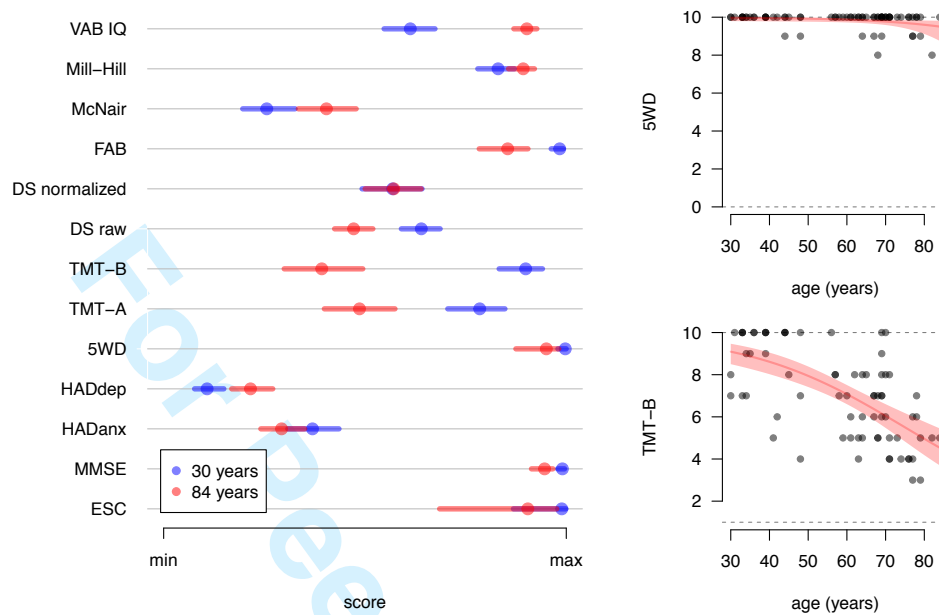 VAB IQ
Mill−Hill
McNair
FAB
DS normalized
DS raw
TMT−B
TMT−A
5WD
HADdep
HADanx
MMSE
ESC
30 years
84 years
min
max
score
For Pee
10
8
6
4
2
0
5WD
30 40 50 60 70 80
age (years)
10
8
6
4
2
TMT−B
30 40 50 60 70 80
age (years)